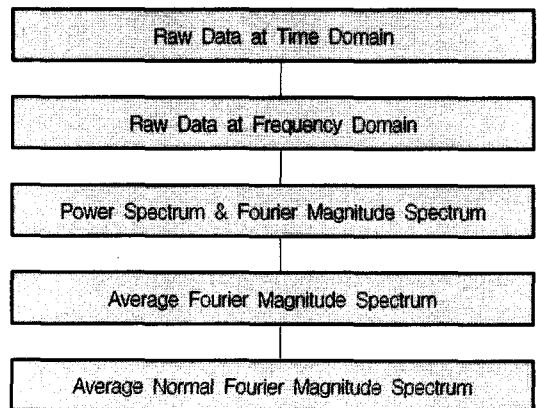 Raw Data at Time Domain
Raw Data at Frequency Domain
Power Spectrum & Fourier Magnitude Spectrum
Average Fourier Magnitude Spectrum
Average Normal Fourier Magnitude Spectrum